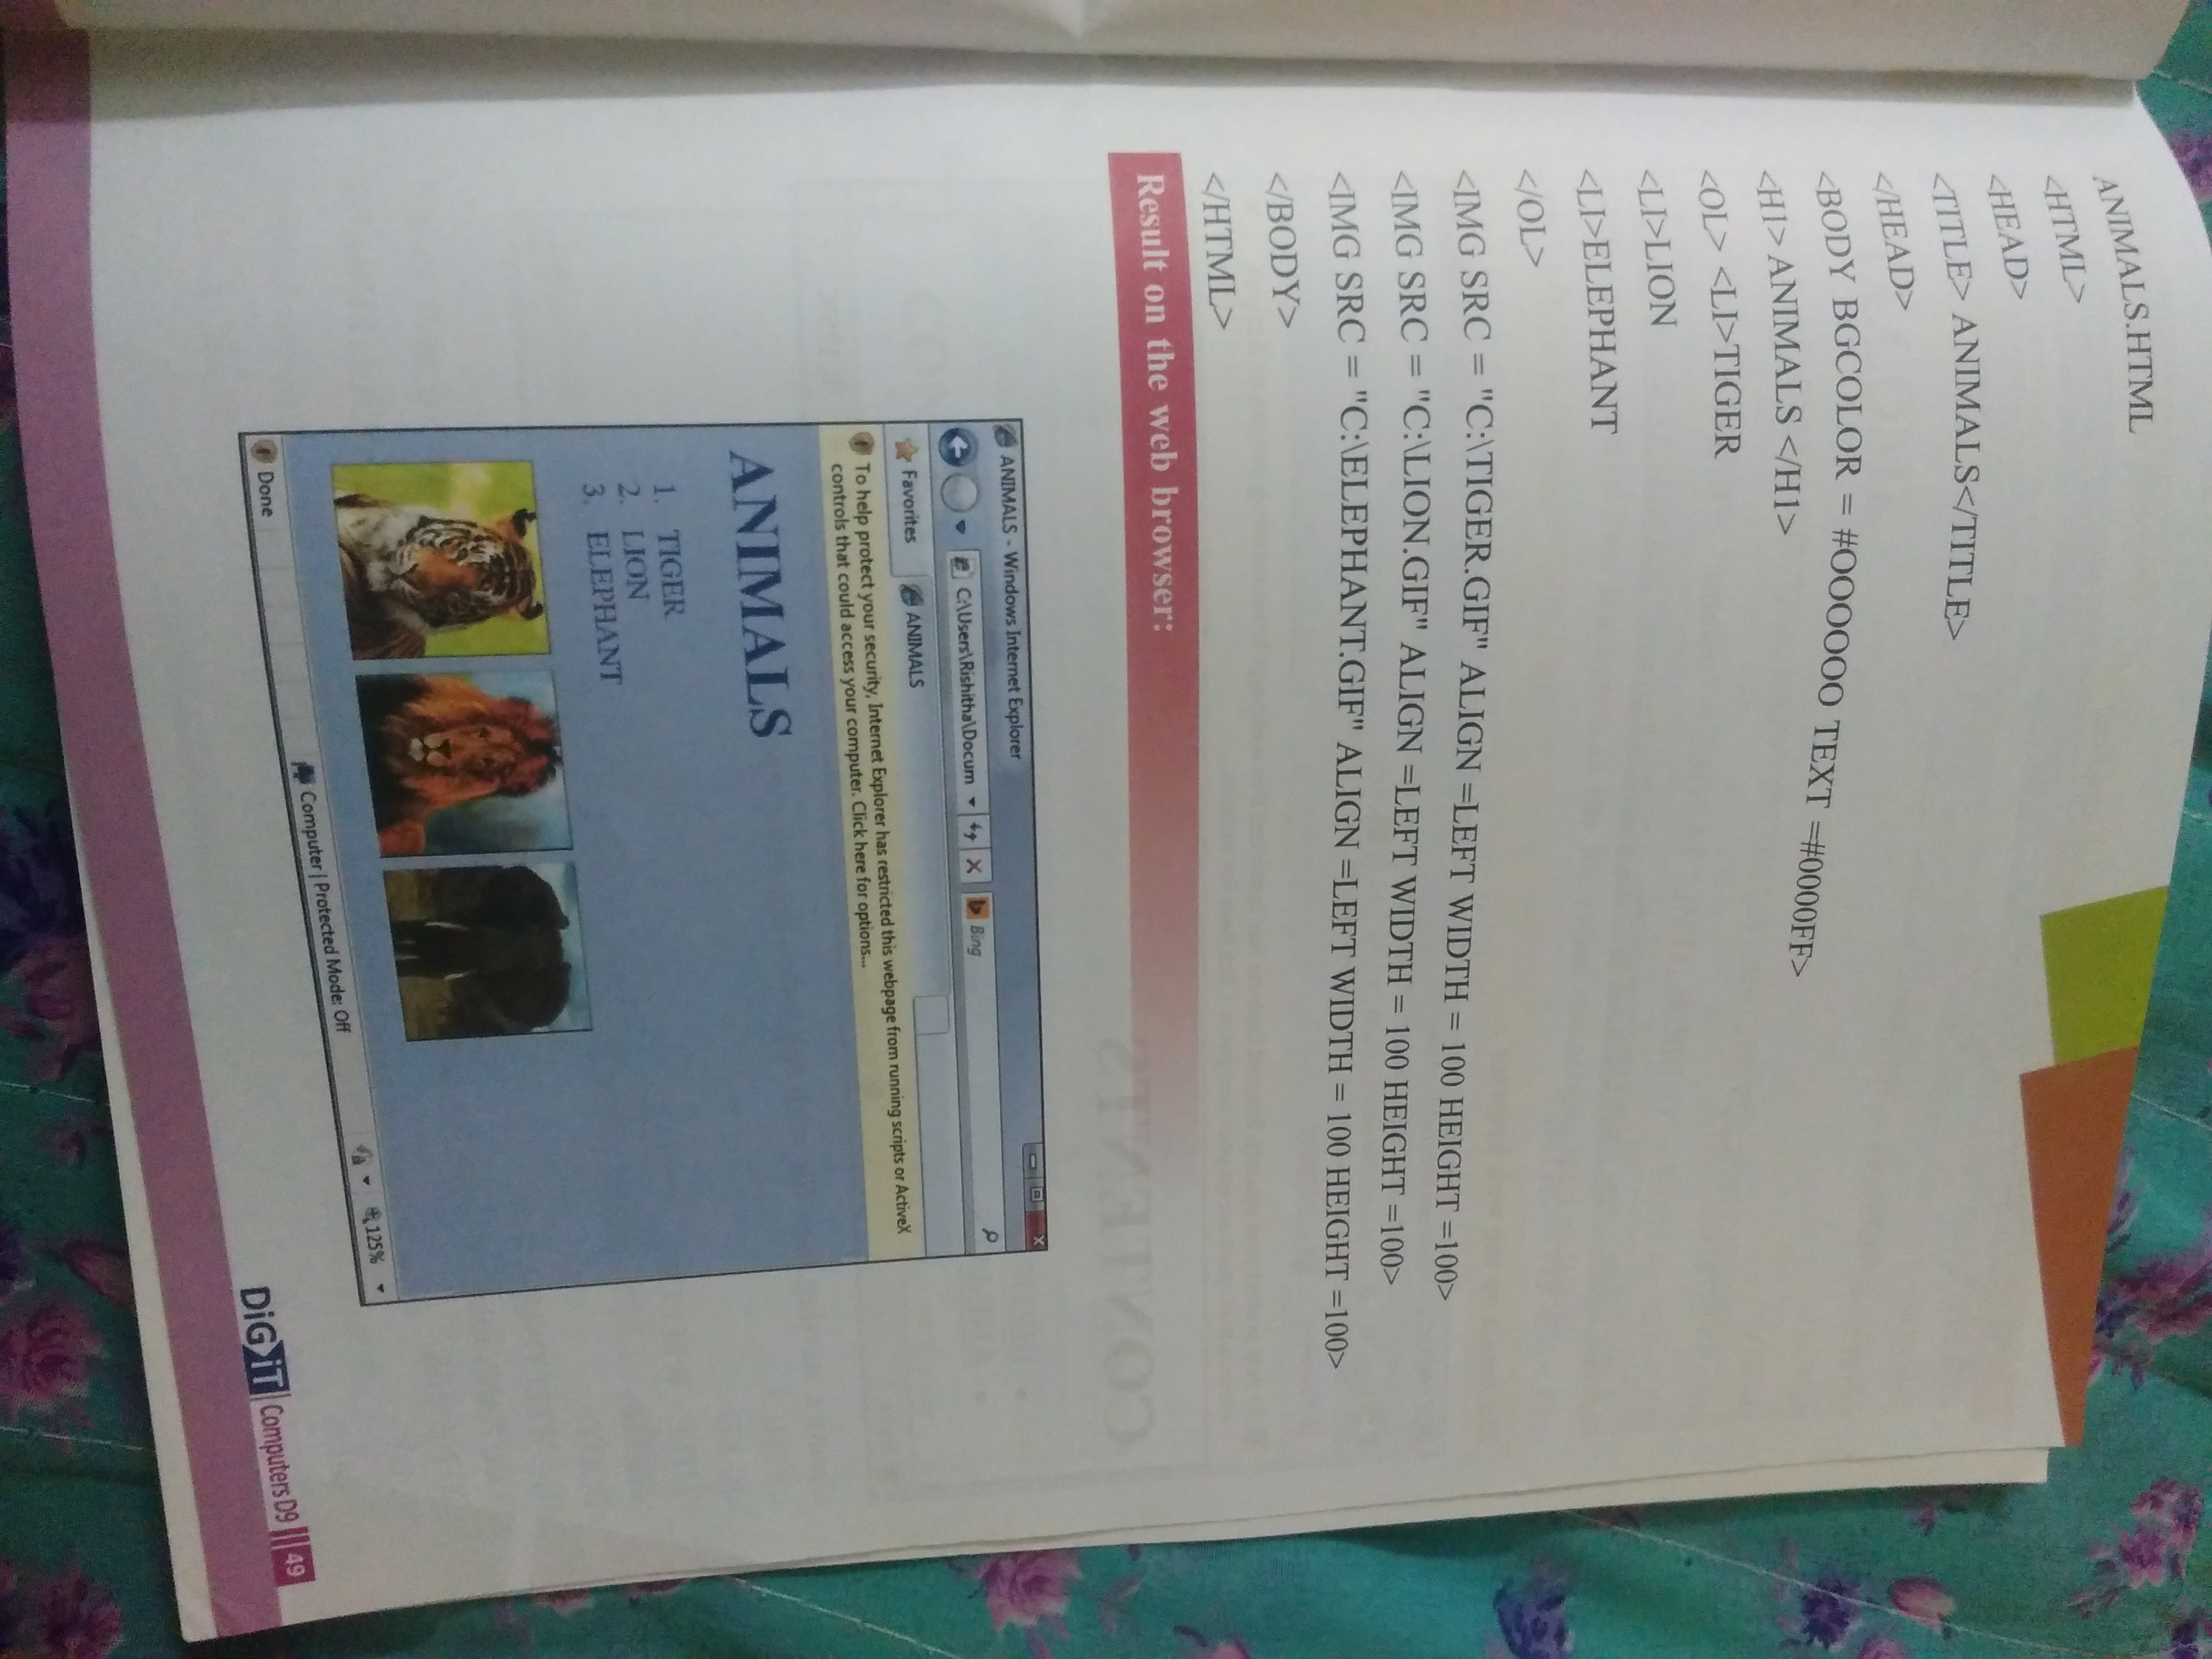 ANIMALS.HTML
<HTML>
<HEAD>
<TITLE> ANIMALS</TITLE>
</HEAD>
<BODY BGCOLOR = #OOOOOO TEXT =#0000FF>
<H1> ANIMALS </H1>
<OL> <LI>TIGER
<LI>LION
<LI>ELEPHANT
</OL>
<IMG SRC = "C:\TIGER.GIF" ALIGN =LEFT WIDTH = 100 HEIGHT =100>
<IMG SRC = "C:\LION.GIF" ALIGN =LEFT WIDTH = 100 HEIGHT =100>
<IMG SRC = "C:\ELEPHANT.GIF" ALIGN =LEFT WIDTH = 100 HEIGHT =100>
</BODY>
</HTML>
Result on the web browser:
ANIMALS - Windows Internet Explorer
C:\Users\Rishitha\Docum
Bing
Favorites
ANIMALS
To help protect your security, Internet Explorer has restricted this webpage from running scripts or ActiveX
controls that could access your computer. Click here for options...
ANIMALS
1. TIGER
2. LION
3. ELEPHANT
Done
Computer | Protected Mode: Off
125%
DiGiT Computers D9 49